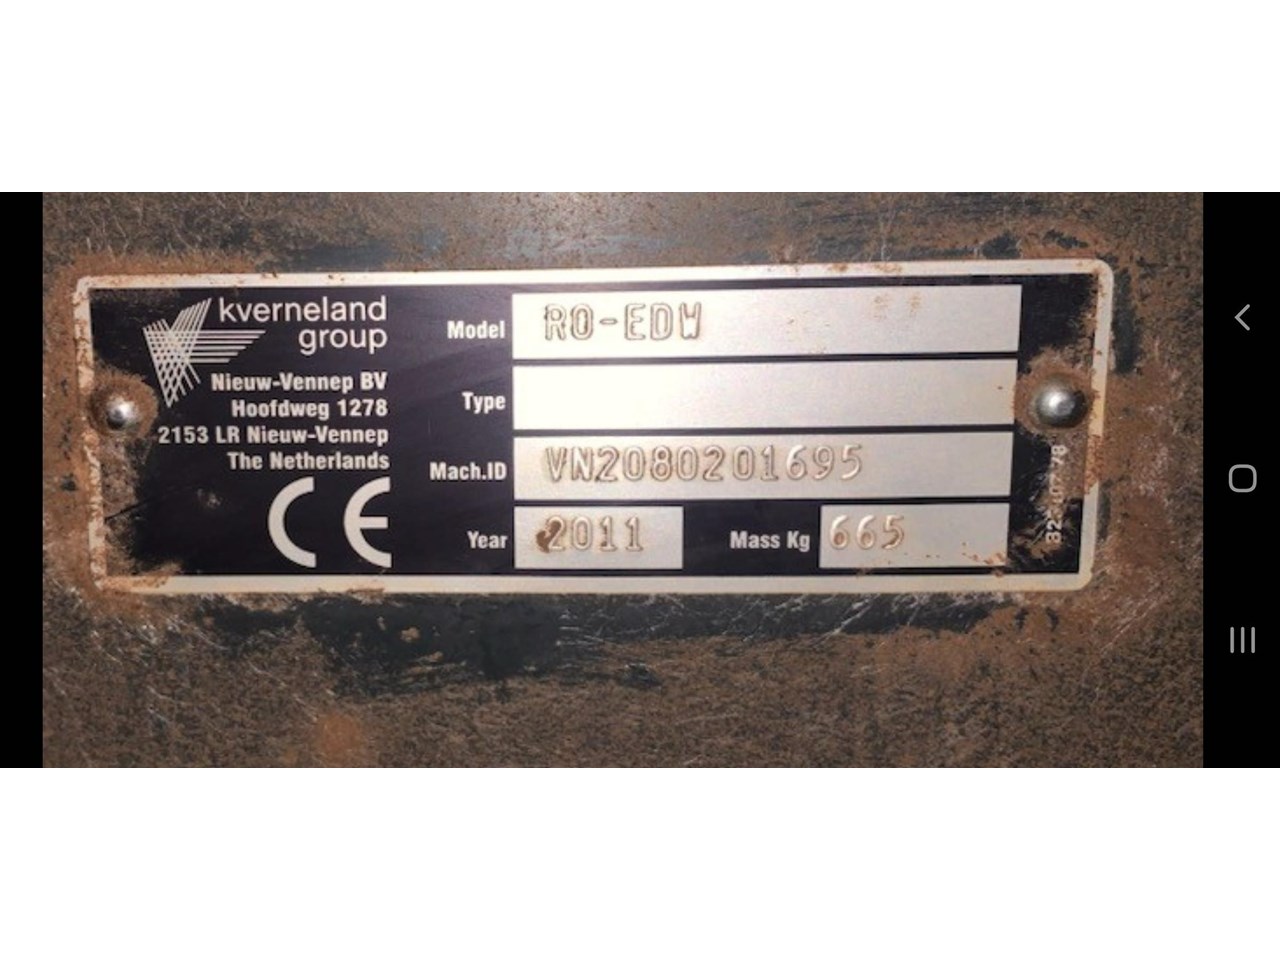 kverneland
group
Nieuw-Vennep BV
Hoofdweg 1278
2153 LR Nieuw-Vennep
The Netherlands
CE
Model RO-EDW
Type
Mach.ID VN2080201695
Year 2011 Mass Kg 665